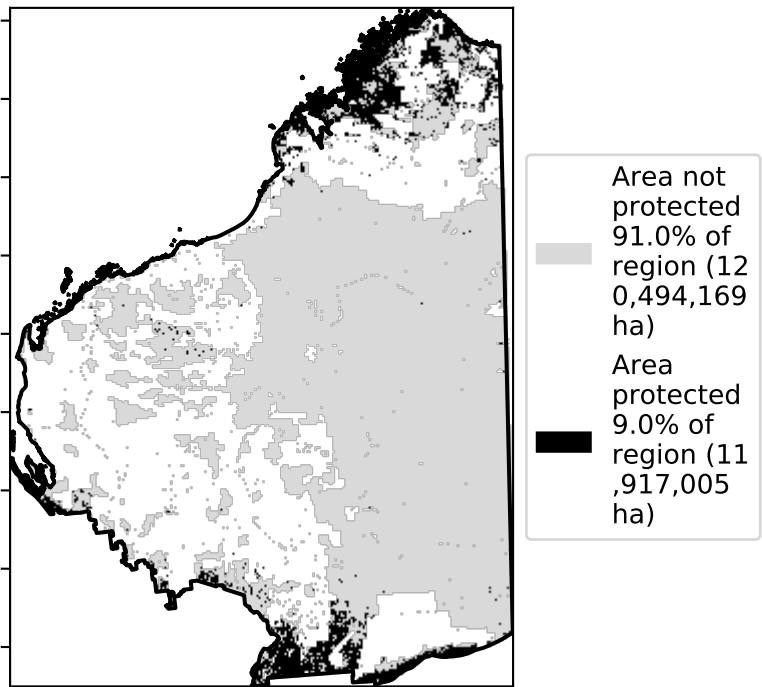 Area not
protected
91.0% of
region (12
0,494,169
ha)
Area
protected
9.0% of
region (11
,917,005
ha)